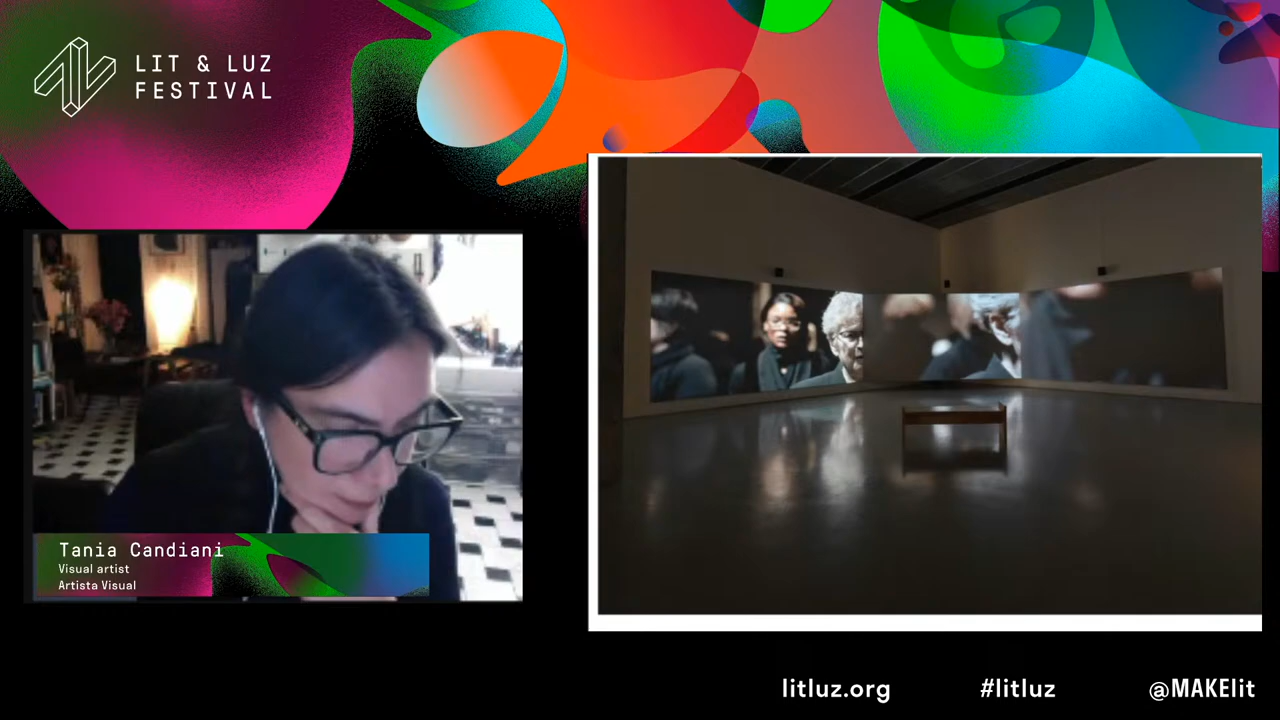 LIT & LUZ
FESTIVAL
Tania Candiani
Visual artist
Artista Visual
litluz.org
#litluz
@MAKElit